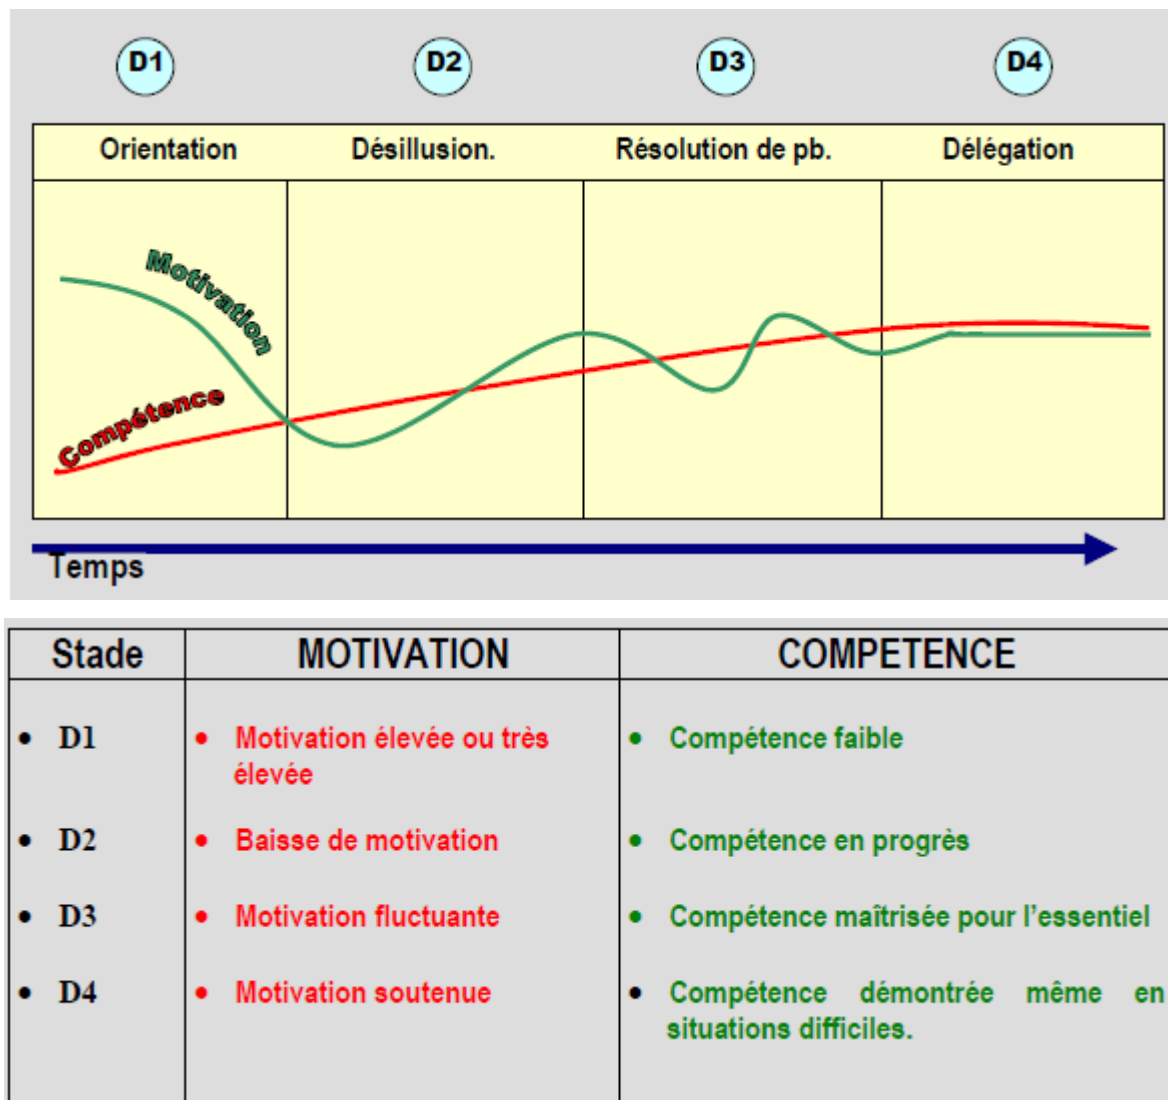 D1 D2 D3 D4
Orientation Désillusion. Résolution de pb. Délégation
Motivation
Compétence
Temps
Stade MOTIVATION COMPETENCE
• D1 • Motivation élevée ou très • Compétence faible
élevée
• D2 • Baisse de motivation • Compétence en progrès
• D3 • Motivation fluctuante • Compétence maîtrisée pour l'essentiel
• D4 • Motivation soutenue • Compétence démontrée même en
situations difficiles.